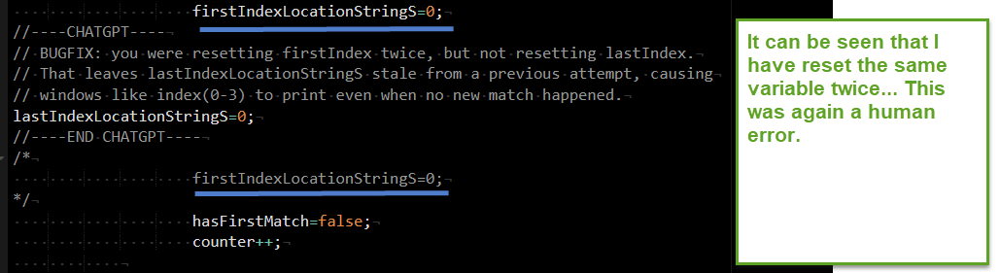 firstIndexLocationStringS=0;
//----CHATGPT----
// BUGFIX: you were resetting firstIndex twice, but not resetting lastIndex.
// That leaves lastIndexLocationStringS stale from a previous attempt, causing
// windows like index(0-3) to print even when no new match happened.
lastIndexLocationStringS=0;
//----END CHATGPT----
/*
firstIndexLocationStringS=0;
*/
hasFirstMatch=false;
counter++;
It can be seen that I
have reset the same
variable twice... This
was again a human
error.